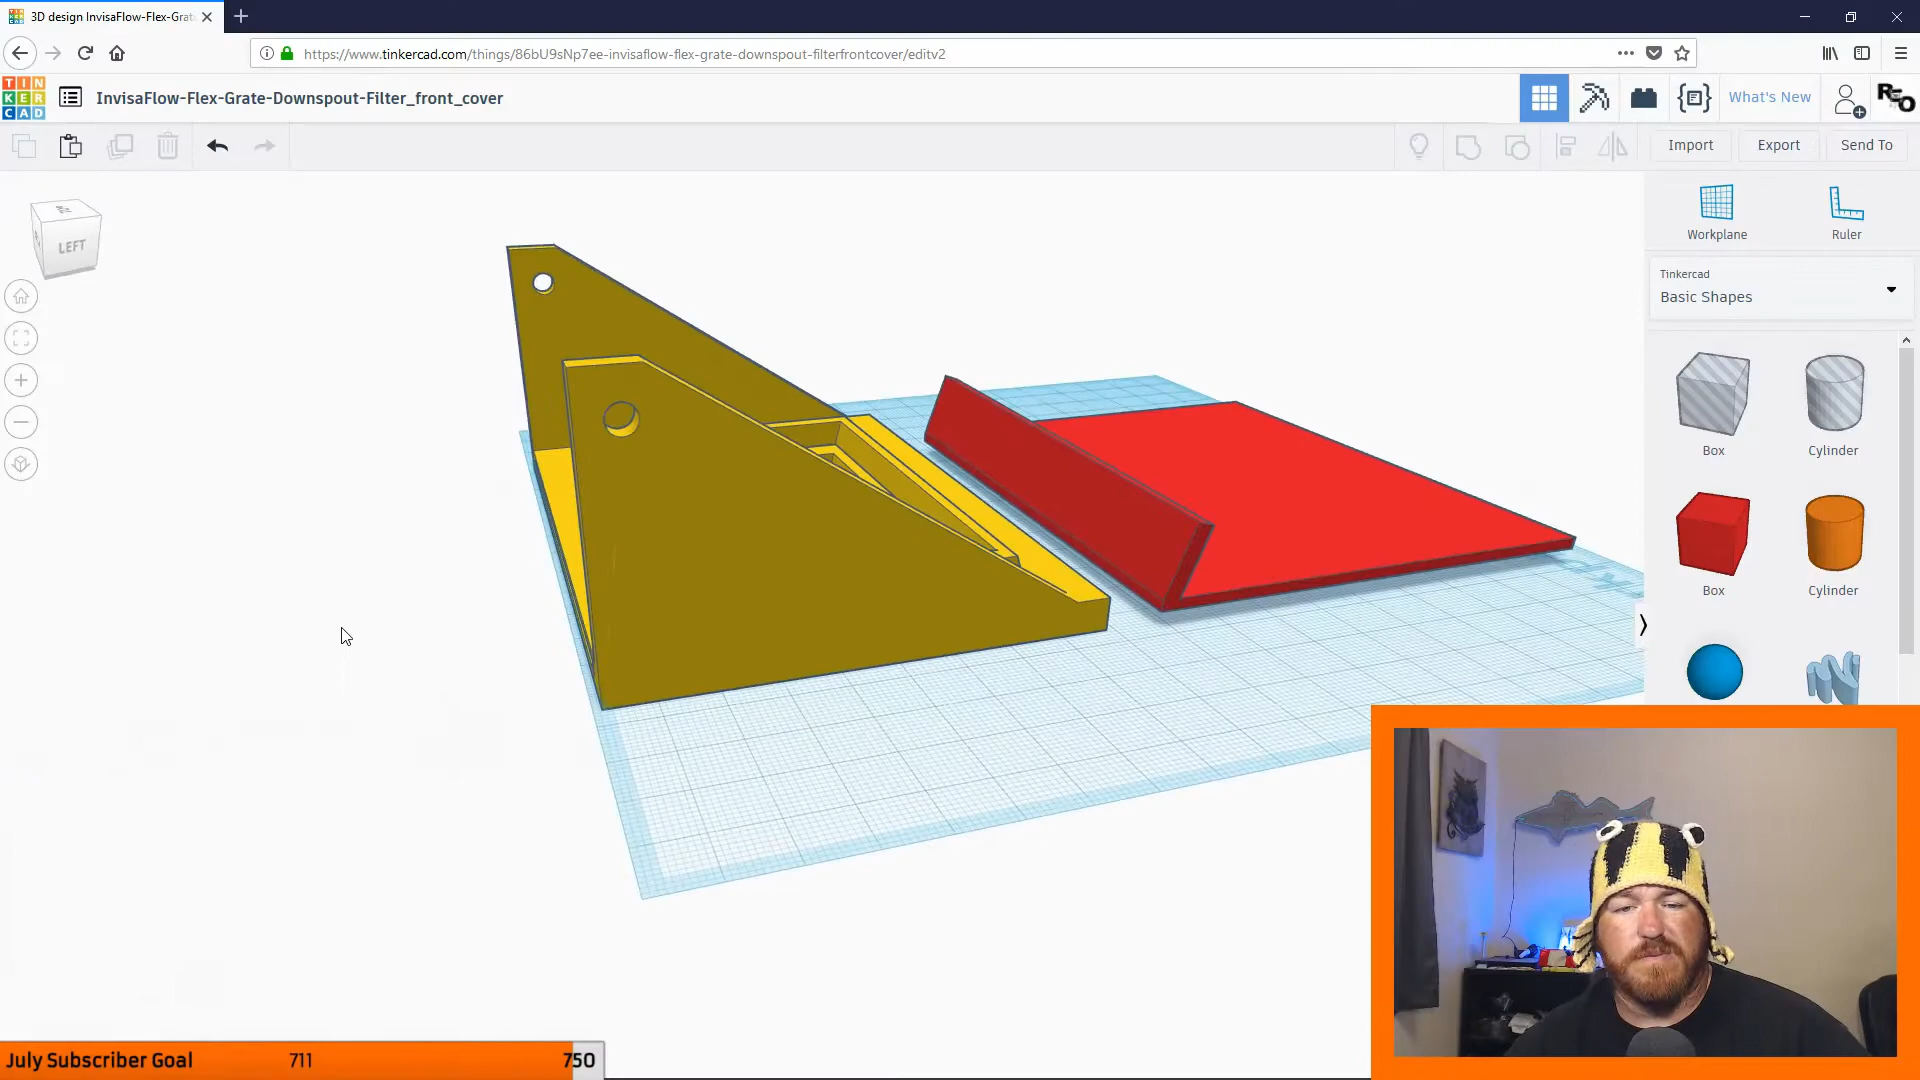 3D design InvisaFlow-Flex-Grat
https://www.tinkercad.com/things/86bU9sNp7ee-invisaflow-flex-grate-downspout-filterfrontcover/editv2
TIN
KER
CAD
InvisaFlow-Flex-Grate-Downspout-Filter_front_cover
What's New
Import
Export
Send To
LEFT
Workplane
Ruler
Tinkercad
Basic Shapes
Box
Cylinder
Box
Cylinder
July Subscriber Goal
711
750